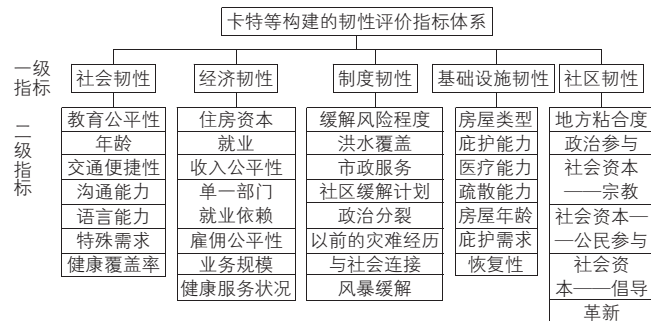 卡特等构建的韧性评价指标体系
一级
指标
社会韧性
经济韧性
制度韧性
基础设施韧性
社区韧性
二级指标
教育公平性
年龄
交通便捷性
沟通能力
语言能力
特殊需求
健康覆盖率
住房资本
就业
收入公平性
单一部门
就业依赖
雇佣公平性
业务规模
健康服务状况
缓解风险程度
洪水覆盖
市政服务
社区缓解计划
政治分裂
以前的灾难经历
与社会连接
风暴缓解
房屋类型
庇护能力
医疗能力
疏散能力
房屋年龄
庇护需求
恢复性
地方粘合度
政治参与
社会资本
——宗教
社会资本—
—公民参与
社会资
本——倡导
革新